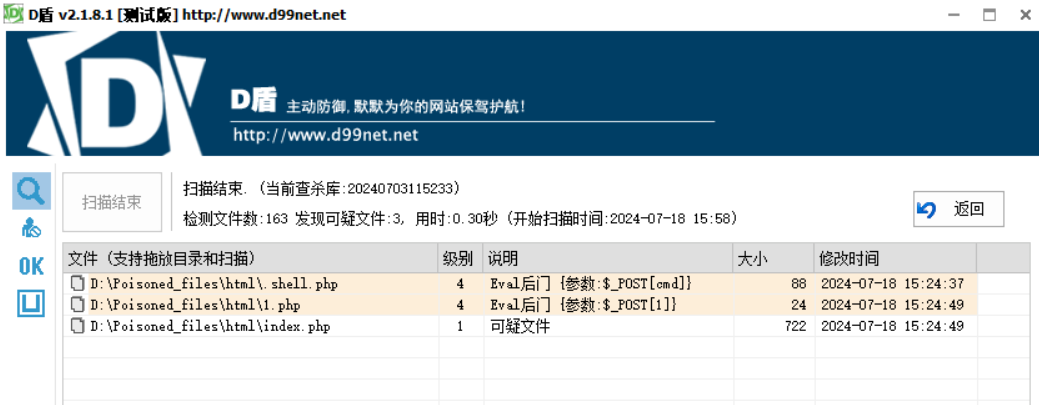 D盾 v2.1.8.1 [测试版] http://www.d99net.net
D盾 主动防御,默默为你的网站保驾护航!
http://www.d99net.net
扫描结束
扫描结束. (当前查杀库:20240703115233)
检测文件数:163 发现可疑文件:3, 用时:0.30秒 (开始扫描时间:2024-07-18 15:58)
返回
OK
文件 (支持拖放目录和扫描) 级别 说明 大小 修改时间
D:\Poisoned_files\html\.shell.php 4 Eval后门 {参数:$_POST[cmd]} 88 2024-07-18 15:24:37
D:\Poisoned_files\html\1.php 4 Eval后门 {参数:$_POST[1]} 24 2024-07-18 15:24:49
D:\Poisoned_files\html\index.php 1 可疑文件 722 2024-07-18 15:24:49